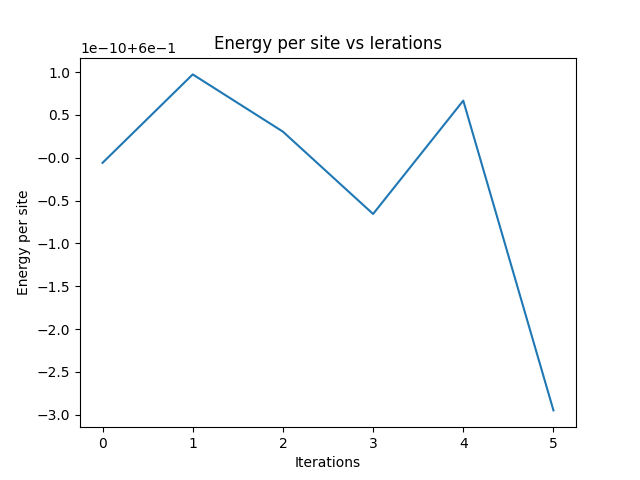 Energy per site vs Ierations
1e−10+6e−1
1.0
0.5
−0.0
−0.5
−1.0
−1.5
−2.0
−2.5
−3.0
Energy per site
0 1 2 3 4 5
Iterations